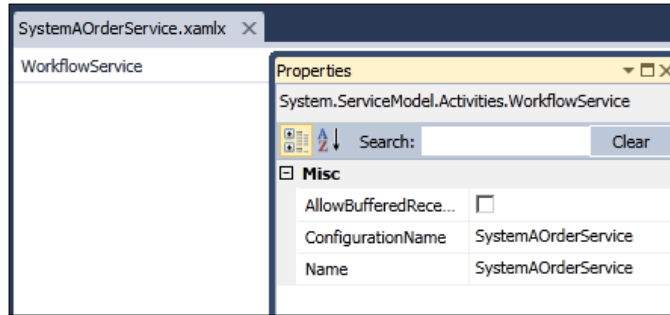 SystemAOrderService.xamlx
WorkflowService
Properties
System.ServiceModel.Activities.WorkflowService
Search:
Clear
Misc
AllowBufferedRece...
ConfigurationName SystemAOrderService
Name SystemAOrderService